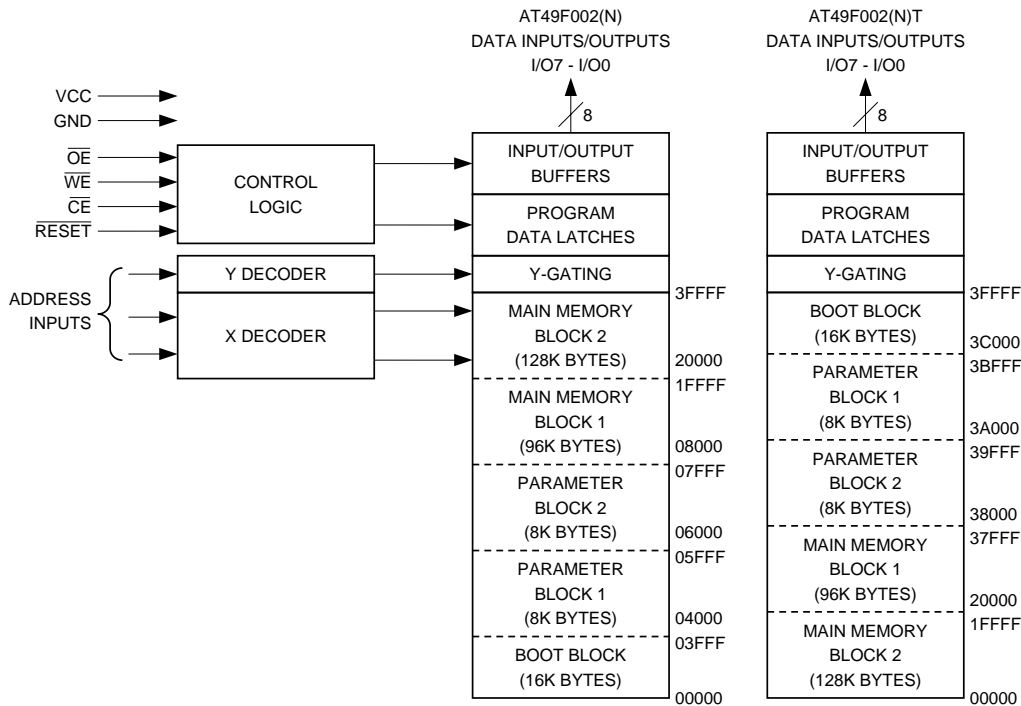 AT49F002(N)
DATA INPUTS/OUTPUTS
I/O7 - I/O0
8
AT49F002(N)T
DATA INPUTS/OUTPUTS
I/O7 - I/O0
8
VCC
GND
OE
WE
CE
RESET
ADDRESS
INPUTS
CONTROL
LOGIC
Y DECODER
X DECODER
INPUT/OUTPUT
BUFFERS
PROGRAM
DATA LATCHES
Y-GATING
3FFFF
MAIN MEMORY
BLOCK 2
(128K BYTES)
20000
1FFFF
MAIN MEMORY
BLOCK 1
(96K BYTES)
08000
07FFF
PARAMETER
BLOCK 2
(8K BYTES)
06000
05FFF
PARAMETER
BLOCK 1
(8K BYTES)
04000
03FFF
BOOT BLOCK
(16K BYTES)
00000
INPUT/OUTPUT
BUFFERS
PROGRAM
DATA LATCHES
Y-GATING
3FFFF
BOOT BLOCK
(16K BYTES)
3C000
3BFFF
PARAMETER
BLOCK 1
(8K BYTES)
3A000
39FFF
PARAMETER
BLOCK 2
(8K BYTES)
38000
37FFF
MAIN MEMORY
BLOCK 1
(96K BYTES)
20000
1FFFF
MAIN MEMORY
BLOCK 2
(128K BYTES)
00000